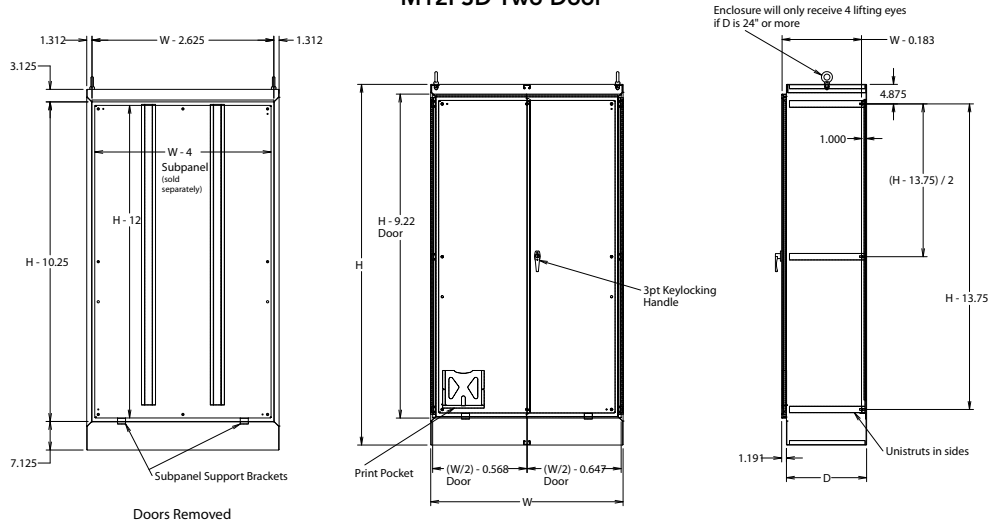 M12FSD Two Door
Enclosure will only receive 4 lifting eyes
if D is 24" or more
1.312
W - 2.625
1.312
3.125
W - 4
Subpanel
(sold
separately)
H - 12
H - 10.25
7.125
Subpanel Support Brackets
Doors Removed
H
H - 9.22
Door
3pt Keylocking
Handle
Print Pocket
(W/2) - 0.568
Door
(W/2) - 0.647
Door
W
W - 0.183
4.875
1.000
(H - 13.75) / 2
H - 13.75
Unistruts in sides
1.191
D